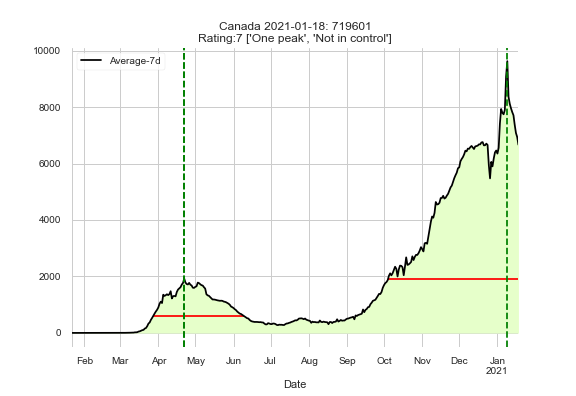 Canada 2021-01-18: 719601
Rating:7 ['One peak', 'Not in control']
Average-7d
10000
8000
6000
4000
2000
0
Feb Mar Apr May Jun Jul Aug Sep Oct Nov Dec Jan
2021
Date